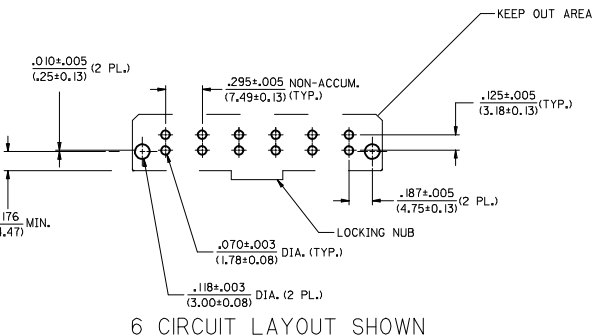 KEEP OUT AREA
.010±.005 (2 PL.)
(.25±0.13)
.295±.005 NON-ACCUM.
(7.49±0.13) (TYP.)
.125±.005 (TYP.)
(3.18±0.13)
176 MIN.
.47)
.187±.005 (2 PL.)
(4.75±0.13)
LOCKING NUB
.070±.003 DIA. (TYP.)
(1.78±0.08)
.118±.003 DIA. (2 PL.)
(3.00±0.08)
6 CIRCUIT LAYOUT SHOWN